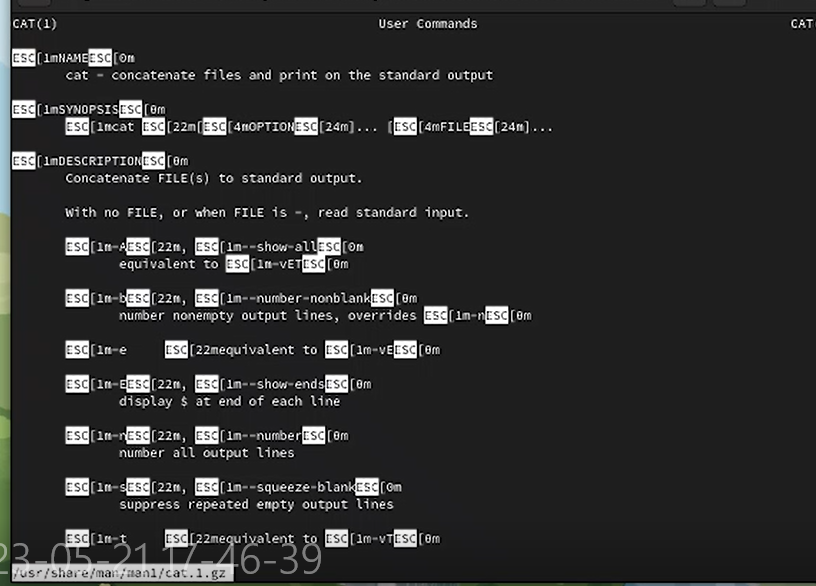 CAT(1) User Commands CAT
ESC[1mNAMEESC[0m
cat - concatenate files and print on the standard output
ESC[1mSYNOPSISESC[0m
ESC[1mcat ESC[22m[ESC[4mOPTIONESC[24m]... [ESC[4mFILEESC[24m]...
ESC[1mDESCRIPTIONESC[0m
Concatenate FILE(s) to standard output.
With no FILE, or when FILE is -, read standard input.
ESC[1m-AESC[22m, ESC[1m--show-allESC[0m
equivalent to ESC[1m-vETESC[0m
ESC[1m-bESC[22m, ESC[1m--number-nonblankESC[0m
number nonempty output lines, overrides ESC[1m-nESC[0m
ESC[1m-e ESC[22mequivalent to ESC[1m-vEESC[0m
ESC[1m-EESC[22m, ESC[1m--show-endsESC[0m
display $ at end of each line
ESC[1m-nESC[22m, ESC[1m--numberESC[0m
number all output lines
ESC[1m-sESC[22m, ESC[1m--squeeze-blankESC[0m
suppress repeated empty output lines
ESC[1m-t ESC[22mequivalent to ESC[1m-vTESC[0m
23-05-21 17-46-39
/usr/share/man/man1/cat.1.gz